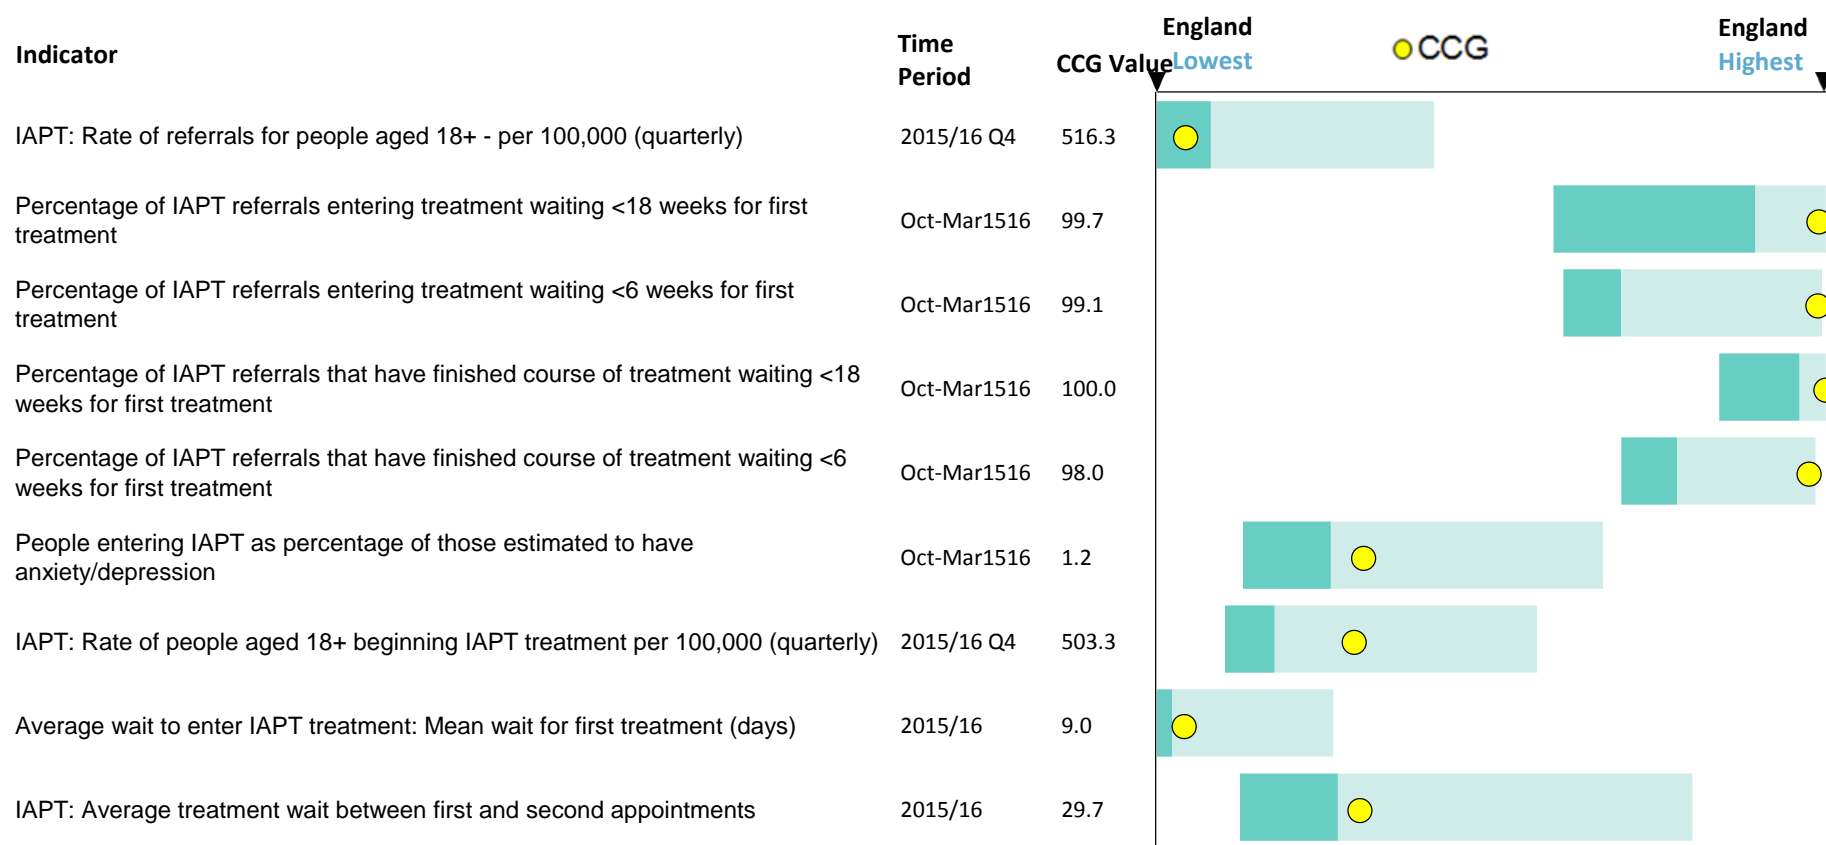 Indicator
Time
Period
CCG Value
England
Lowest
CCG
England
Highest
IAPT: Rate of referrals for people aged 18+ - per 100,000 (quarterly) 2015/16 Q4 516.3
Percentage of IAPT referrals entering treatment waiting <18 weeks for first
treatment
Oct-Mar1516 99.7
Percentage of IAPT referrals entering treatment waiting <6 weeks for first
treatment
Oct-Mar1516 99.1
Percentage of IAPT referrals that have finished course of treatment waiting <18
weeks for first treatment
Oct-Mar1516 100.0
Percentage of IAPT referrals that have finished course of treatment waiting <6
weeks for first treatment
Oct-Mar1516 98.0
People entering IAPT as percentage of those estimated to have
anxiety/depression
Oct-Mar1516 1.2
IAPT: Rate of people aged 18+ beginning IAPT treatment per 100,000 (quarterly) 2015/16 Q4 503.3
Average wait to enter IAPT treatment: Mean wait for first treatment (days) 2015/16 9.0
IAPT: Average treatment wait between first and second appointments 2015/16 29.7